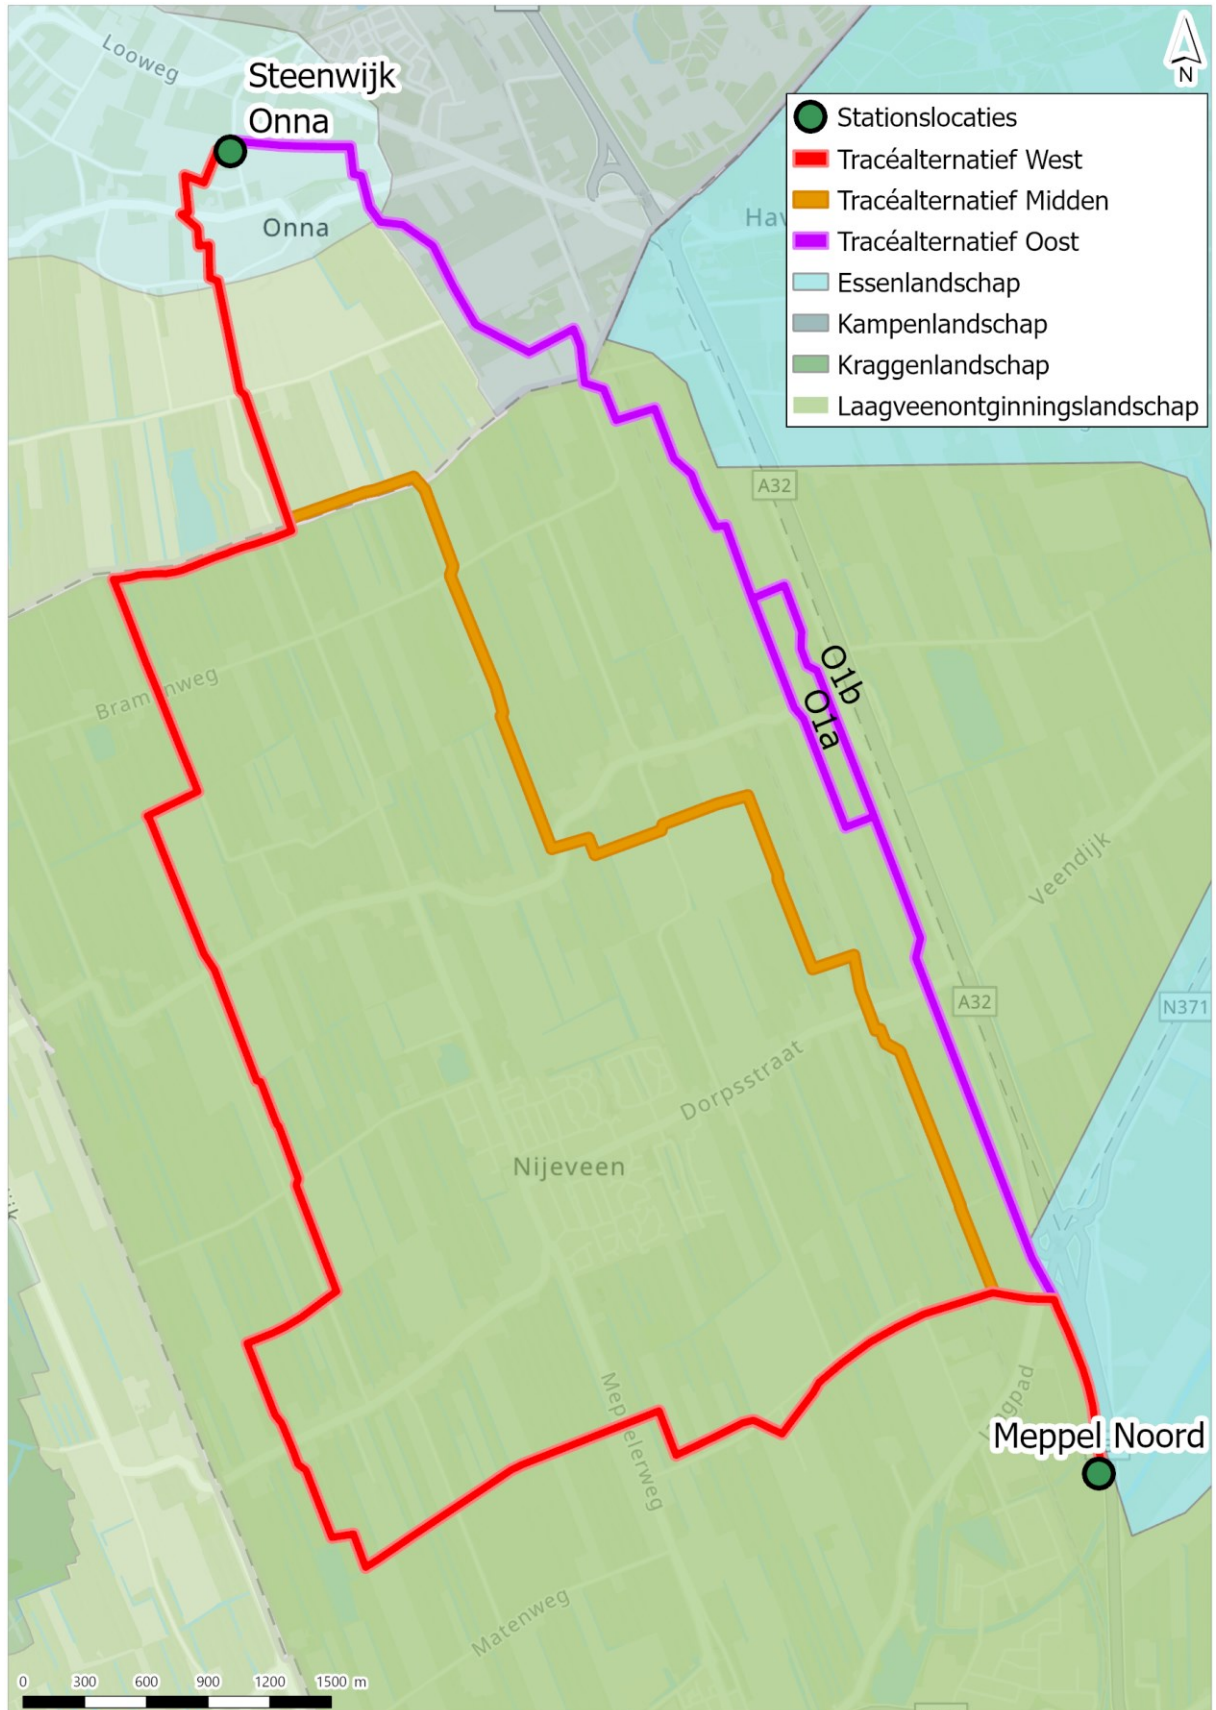 Looweg
Steenwijk
Onna
Onna
N
Stationslocaties
Tracéalternatief West
Tracéalternatief Midden
Tracéalternatief Oost
Essenlandschap
Kampenlandschap
Kraggenlandschap
Laagveenontginningslandschap
A32
O1b
O1a
Veendijk
A32
N371
Dorpsstraat
Nijeveen
Meppel Noord
Matenweg
0 300 600 900 1200 1500 m